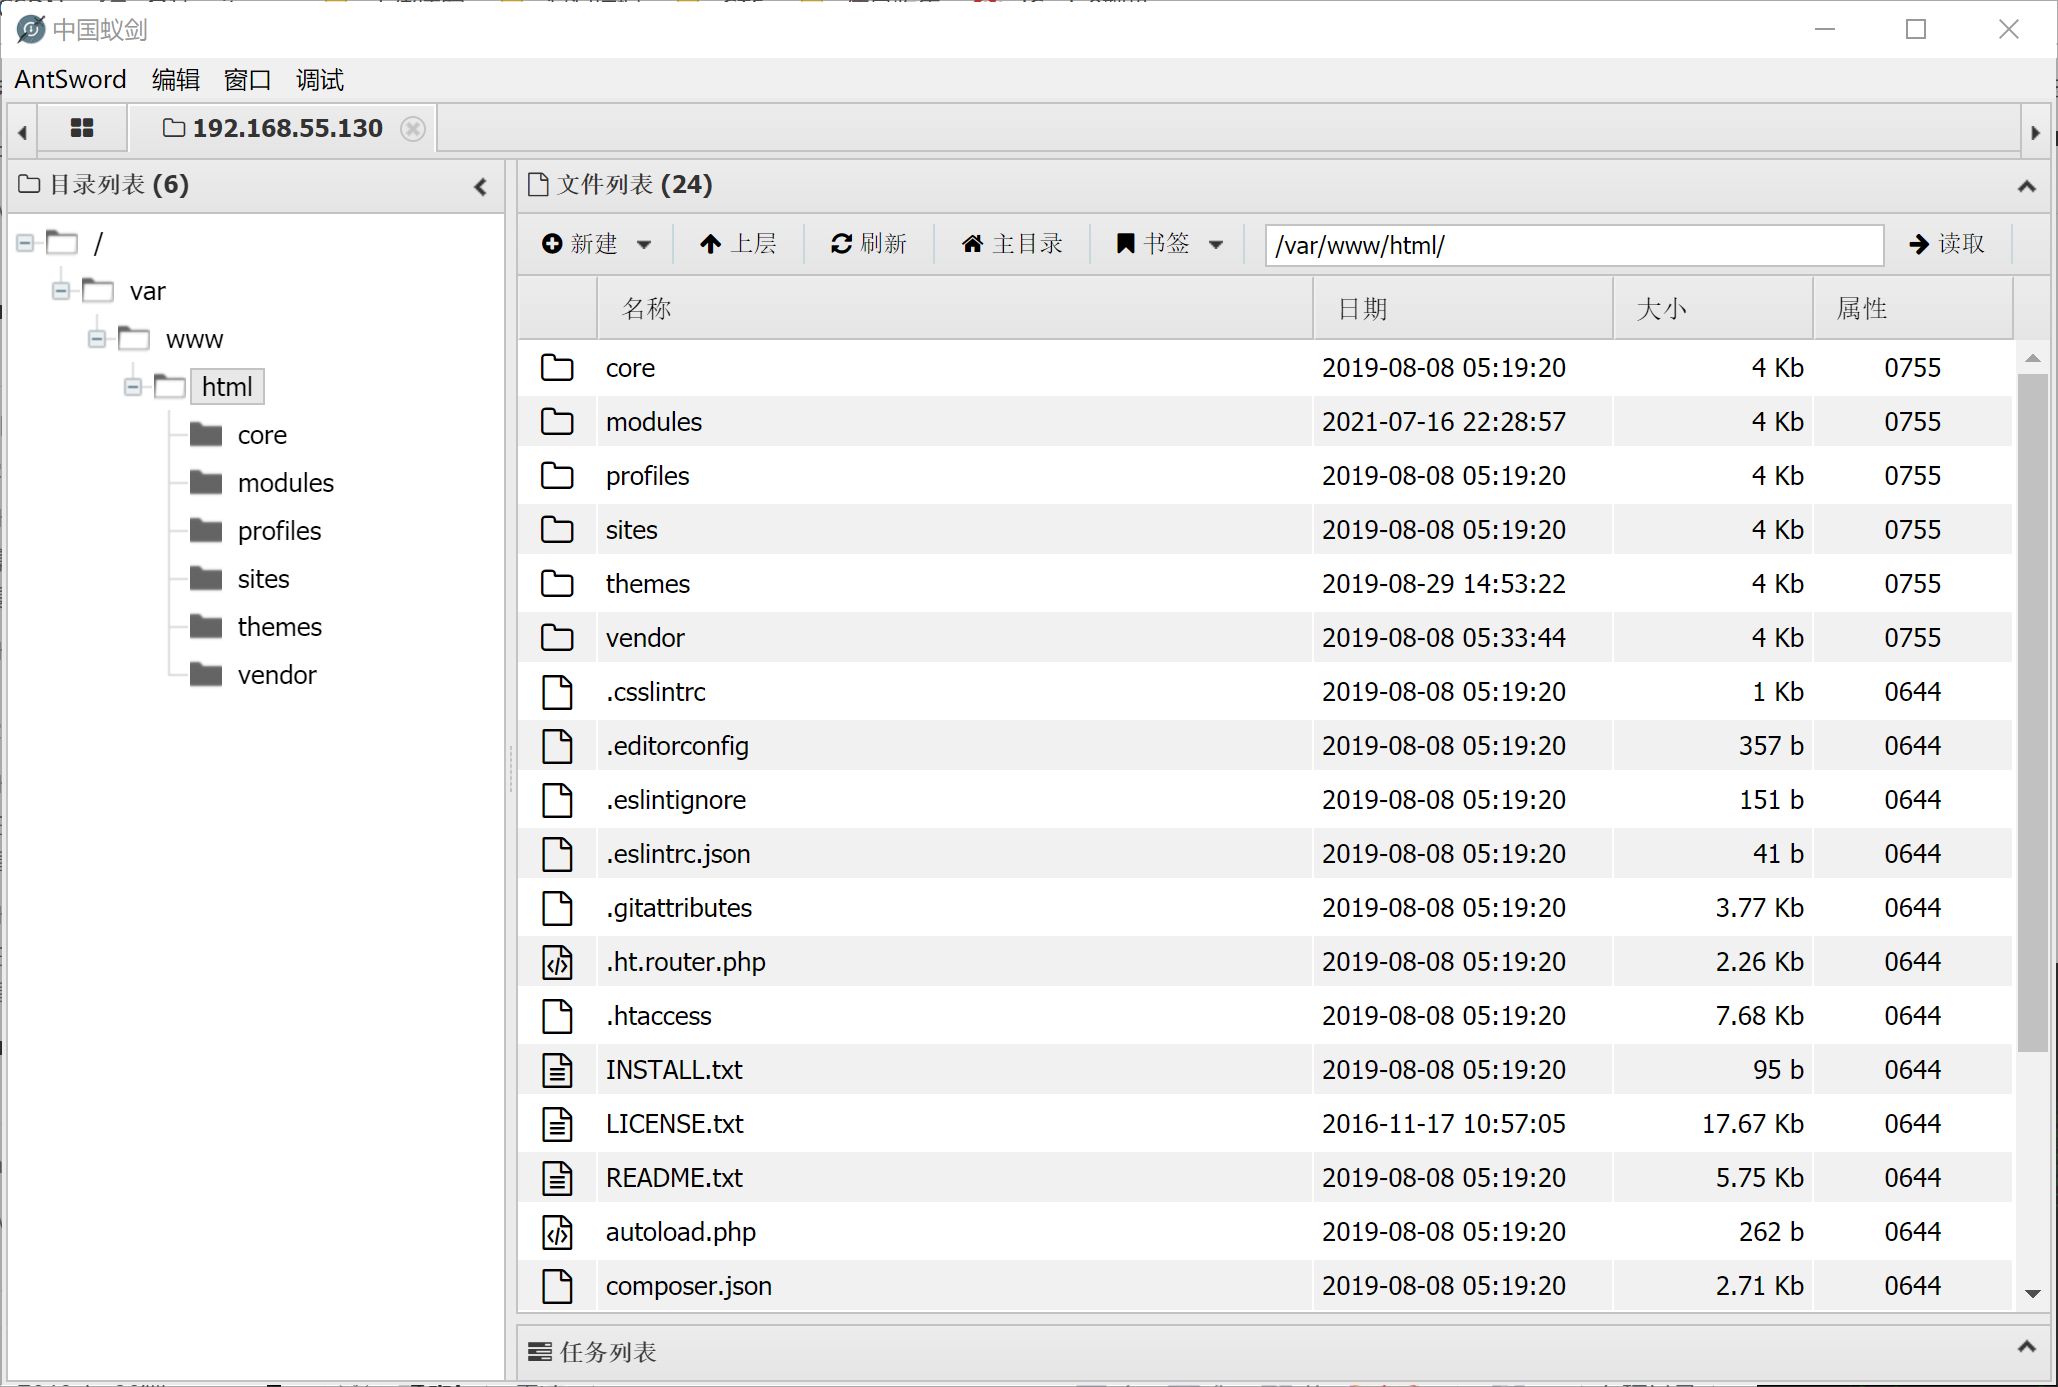 中国蚁剑
AntSword 编辑 窗口 调试
192.168.55.130
目录列表 (6)
/
var
www
html
core
modules
profiles
sites
themes
vendor
文件列表 (24)
新建 上层 刷新 主目录 书签 /var/www/html/ 读取
名称 日期 大小 属性
core 2019-08-08 05:19:20 4 Kb 0755
modules 2021-07-16 22:28:57 4 Kb 0755
profiles 2019-08-08 05:19:20 4 Kb 0755
sites 2019-08-08 05:19:20 4 Kb 0755
themes 2019-08-29 14:53:22 4 Kb 0755
vendor 2019-08-08 05:33:44 4 Kb 0755
.csslintrc 2019-08-08 05:19:20 1 Kb 0644
.editorconfig 2019-08-08 05:19:20 357 b 0644
.eslintignore 2019-08-08 05:19:20 151 b 0644
.eslintrc.json 2019-08-08 05:19:20 41 b 0644
.gitattributes 2019-08-08 05:19:20 3.77 Kb 0644
.ht.router.php 2019-08-08 05:19:20 2.26 Kb 0644
.htaccess 2019-08-08 05:19:20 7.68 Kb 0644
INSTALL.txt 2019-08-08 05:19:20 95 b 0644
LICENSE.txt 2016-11-17 10:57:05 17.67 Kb 0644
README.txt 2019-08-08 05:19:20 5.75 Kb 0644
autoload.php 2019-08-08 05:19:20 262 b 0644
composer.json 2019-08-08 05:19:20 2.71 Kb 0644
任务列表